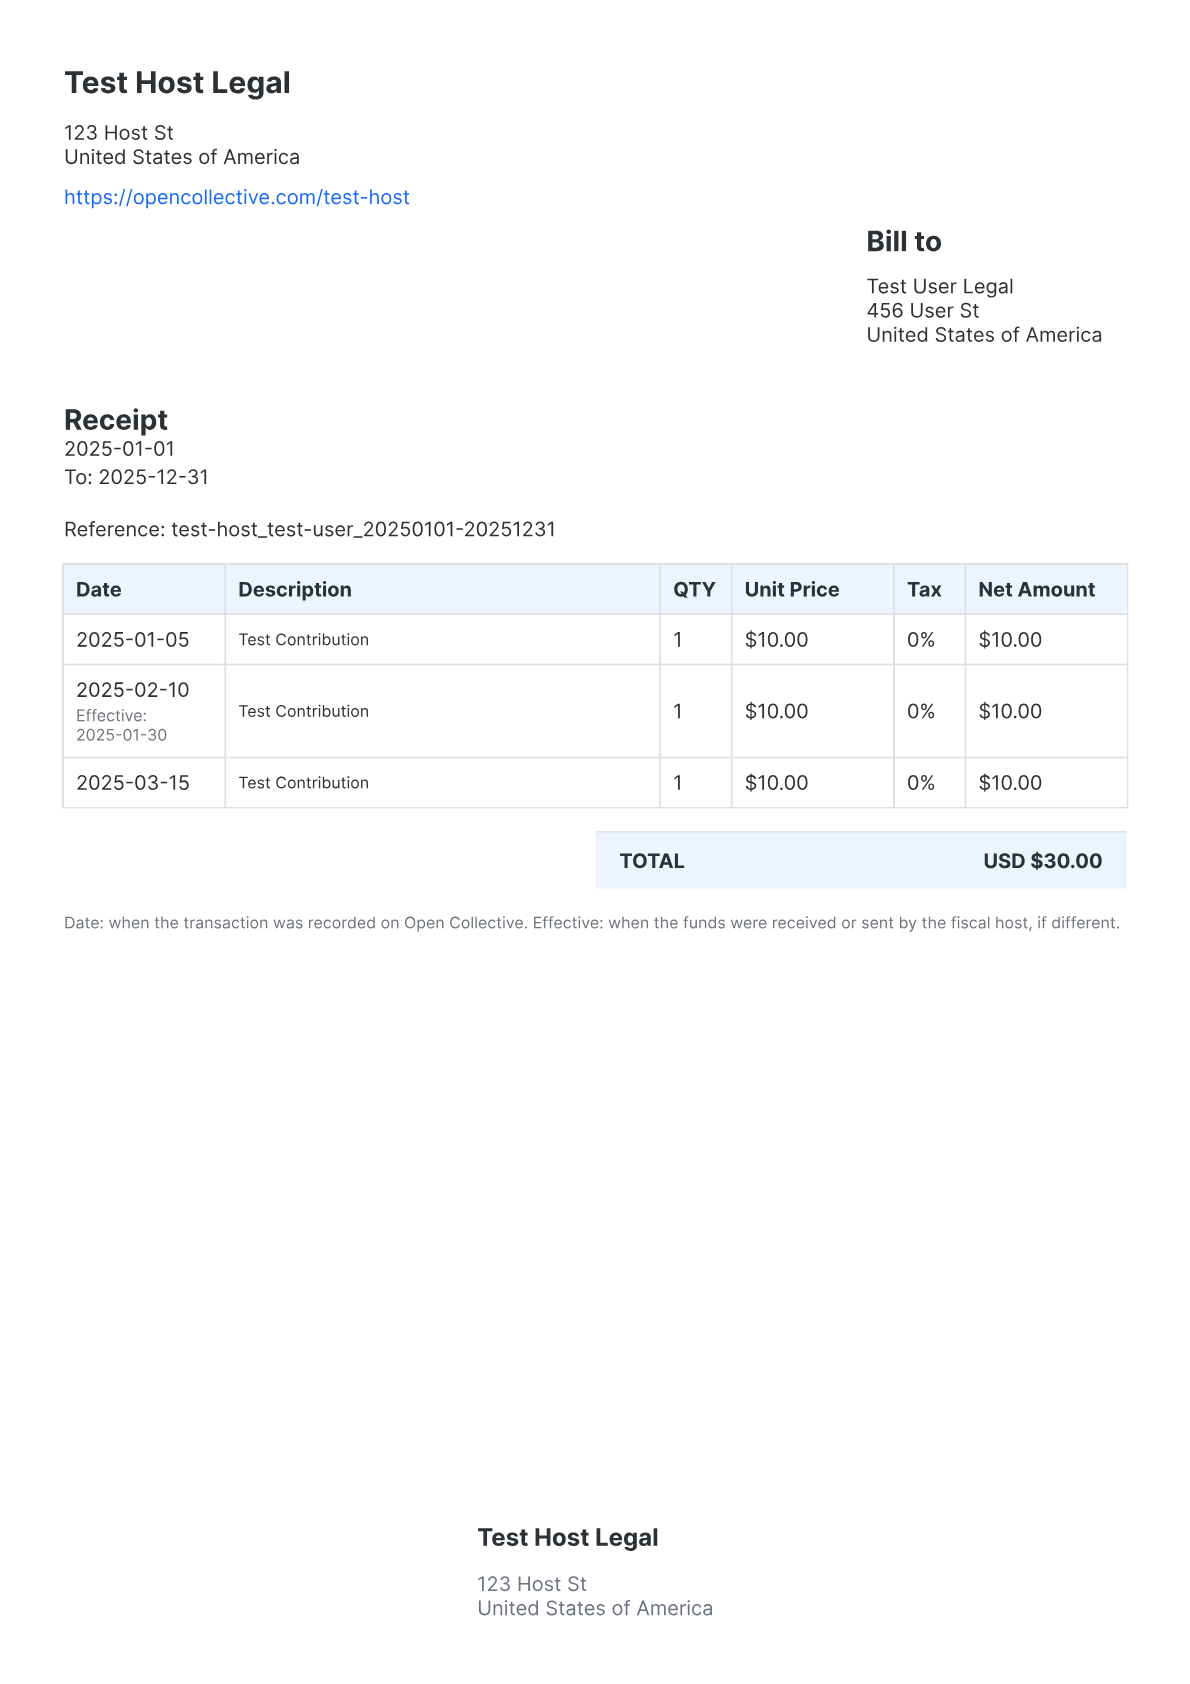 Test Host Legal
123 Host St
United States of America
https://opencollective.com/test-host
Bill to
Test User Legal
456 User St
United States of America
Receipt
2025-01-01
To: 2025-12-31
Reference: test-host_test-user_20250101-20251231
Date Description QTY Unit Price Tax Net Amount
2025-01-05 Test Contribution 1 $10.00 0% $10.00
2025-02-10
Effective:
2025-01-30
Test Contribution 1 $10.00 0% $10.00
2025-03-15 Test Contribution 1 $10.00 0% $10.00
TOTAL USD $30.00
Date: when the transaction was recorded on Open Collective. Effective: when the funds were received or sent by the fiscal host, if different.
Test Host Legal
123 Host St
United States of America